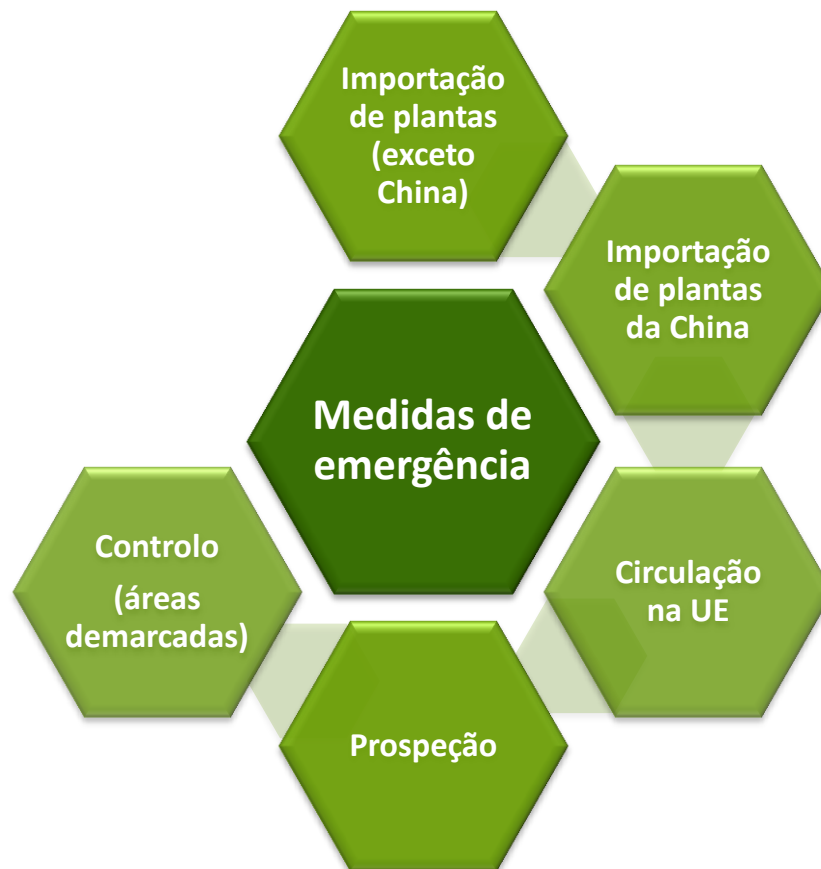 Importação
de plantas
(exceto
China)
Importação
de plantas
da China
Medidas de
emergência
Controlo
(áreas
demarcadas)
Circulação
na UE
Prospeção